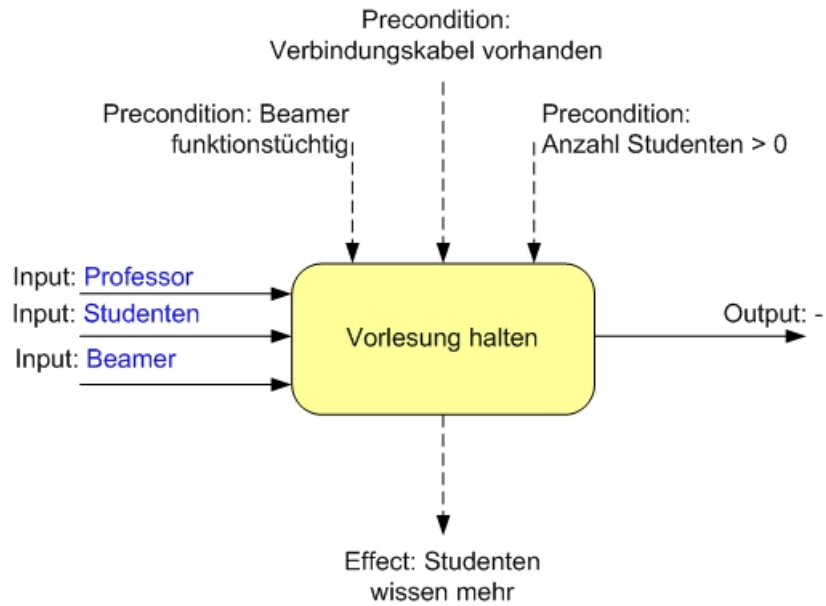 Precondition:
Verbindungskabel vorhanden
Precondition: Beamer
funktionstüchtig
Precondition:
Anzahl Studenten > 0
Input: Professor
Input: Studenten
Input: Beamer
Vorlesung halten
Output: -
Effect: Studenten
wissen mehr